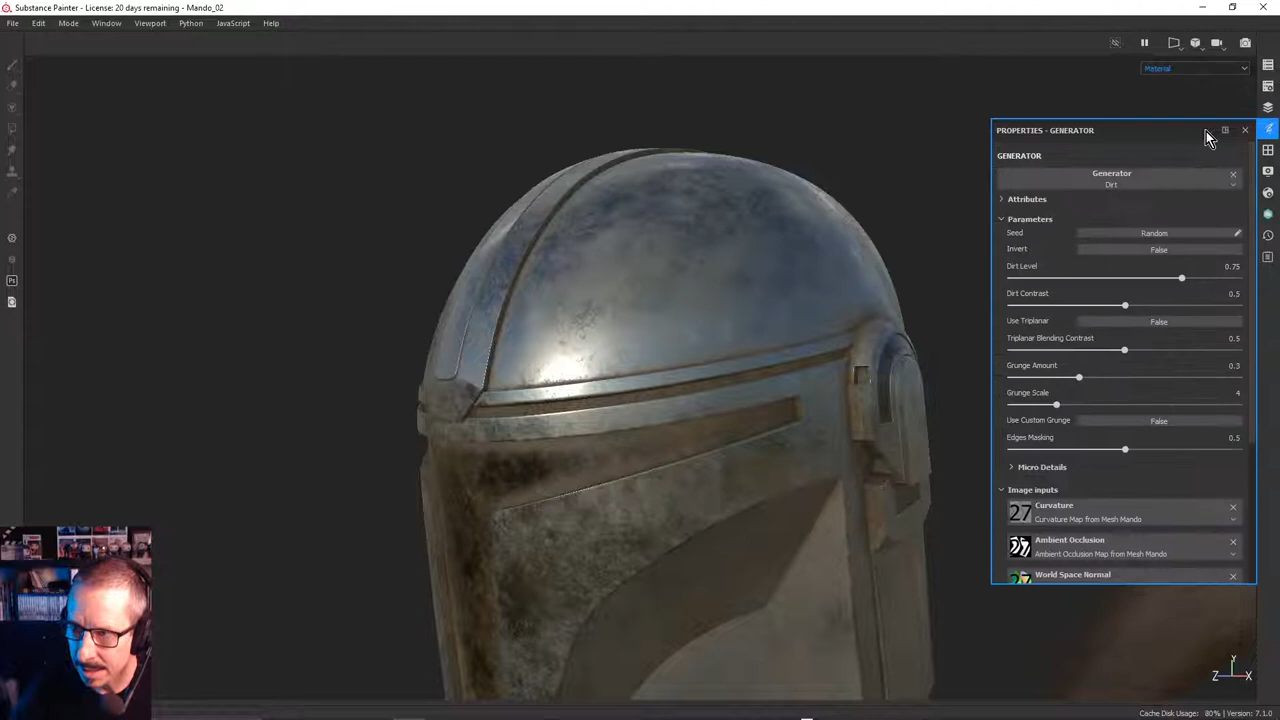 Substance Painter - License: 20 days remaining - Mando_02
File Edit Mode Window Viewport Python JavaScript Help
Material
PROPERTIES - GENERATOR
GENERATOR
Generator
Dirt
Attributes
Parameters
Seed Random
Invert False
Dirt Level 0.75
Dirt Contrast 0.5
Use Triplanar False
Triplanar Blending Contrast 0.5
Grunge Amount 0.3
Grunge Scale 4
Use Custom Grunge False
Edges Masking 0.5
Micro Details
Image inputs
Curvature
Curvature Map from Mesh Mando
Ambient Occlusion
Ambient Occlusion Map from Mesh Mando
World Space Normal
Y
Z X
Cache Disk Usage: 80% | Version: 7.1.0
Ps
27